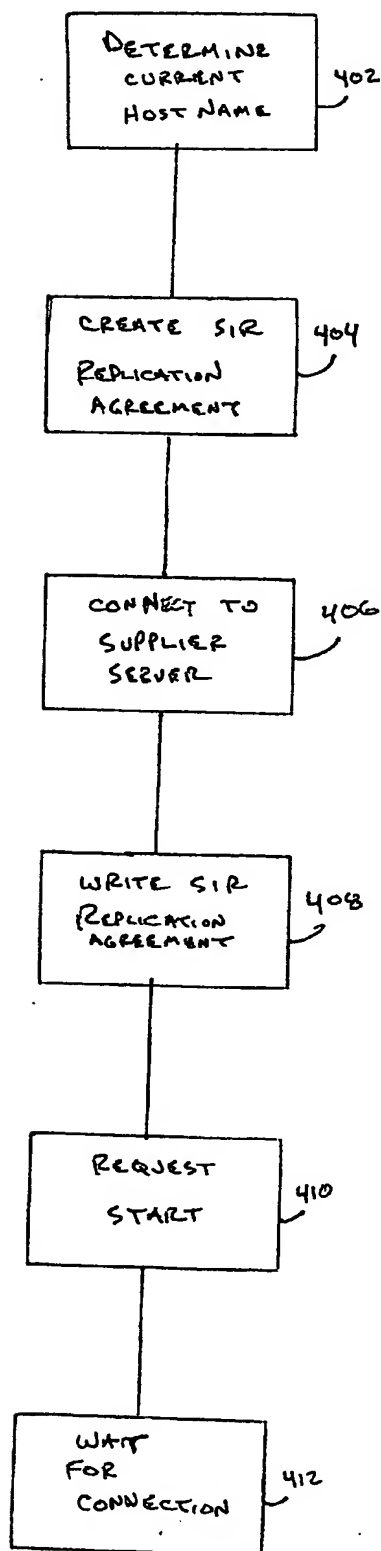 DETERMINE
CURRENT
HOST NAME
402
CREATE SIR
REPLICATION
AGREEMENT
404
CONNECT TO
SUPPLIER
SERVER
406
WRITE SIR
REPLICATION
AGREEMENT
408
REQUEST
START
410
WAIT
FOR
CONNECTION
412